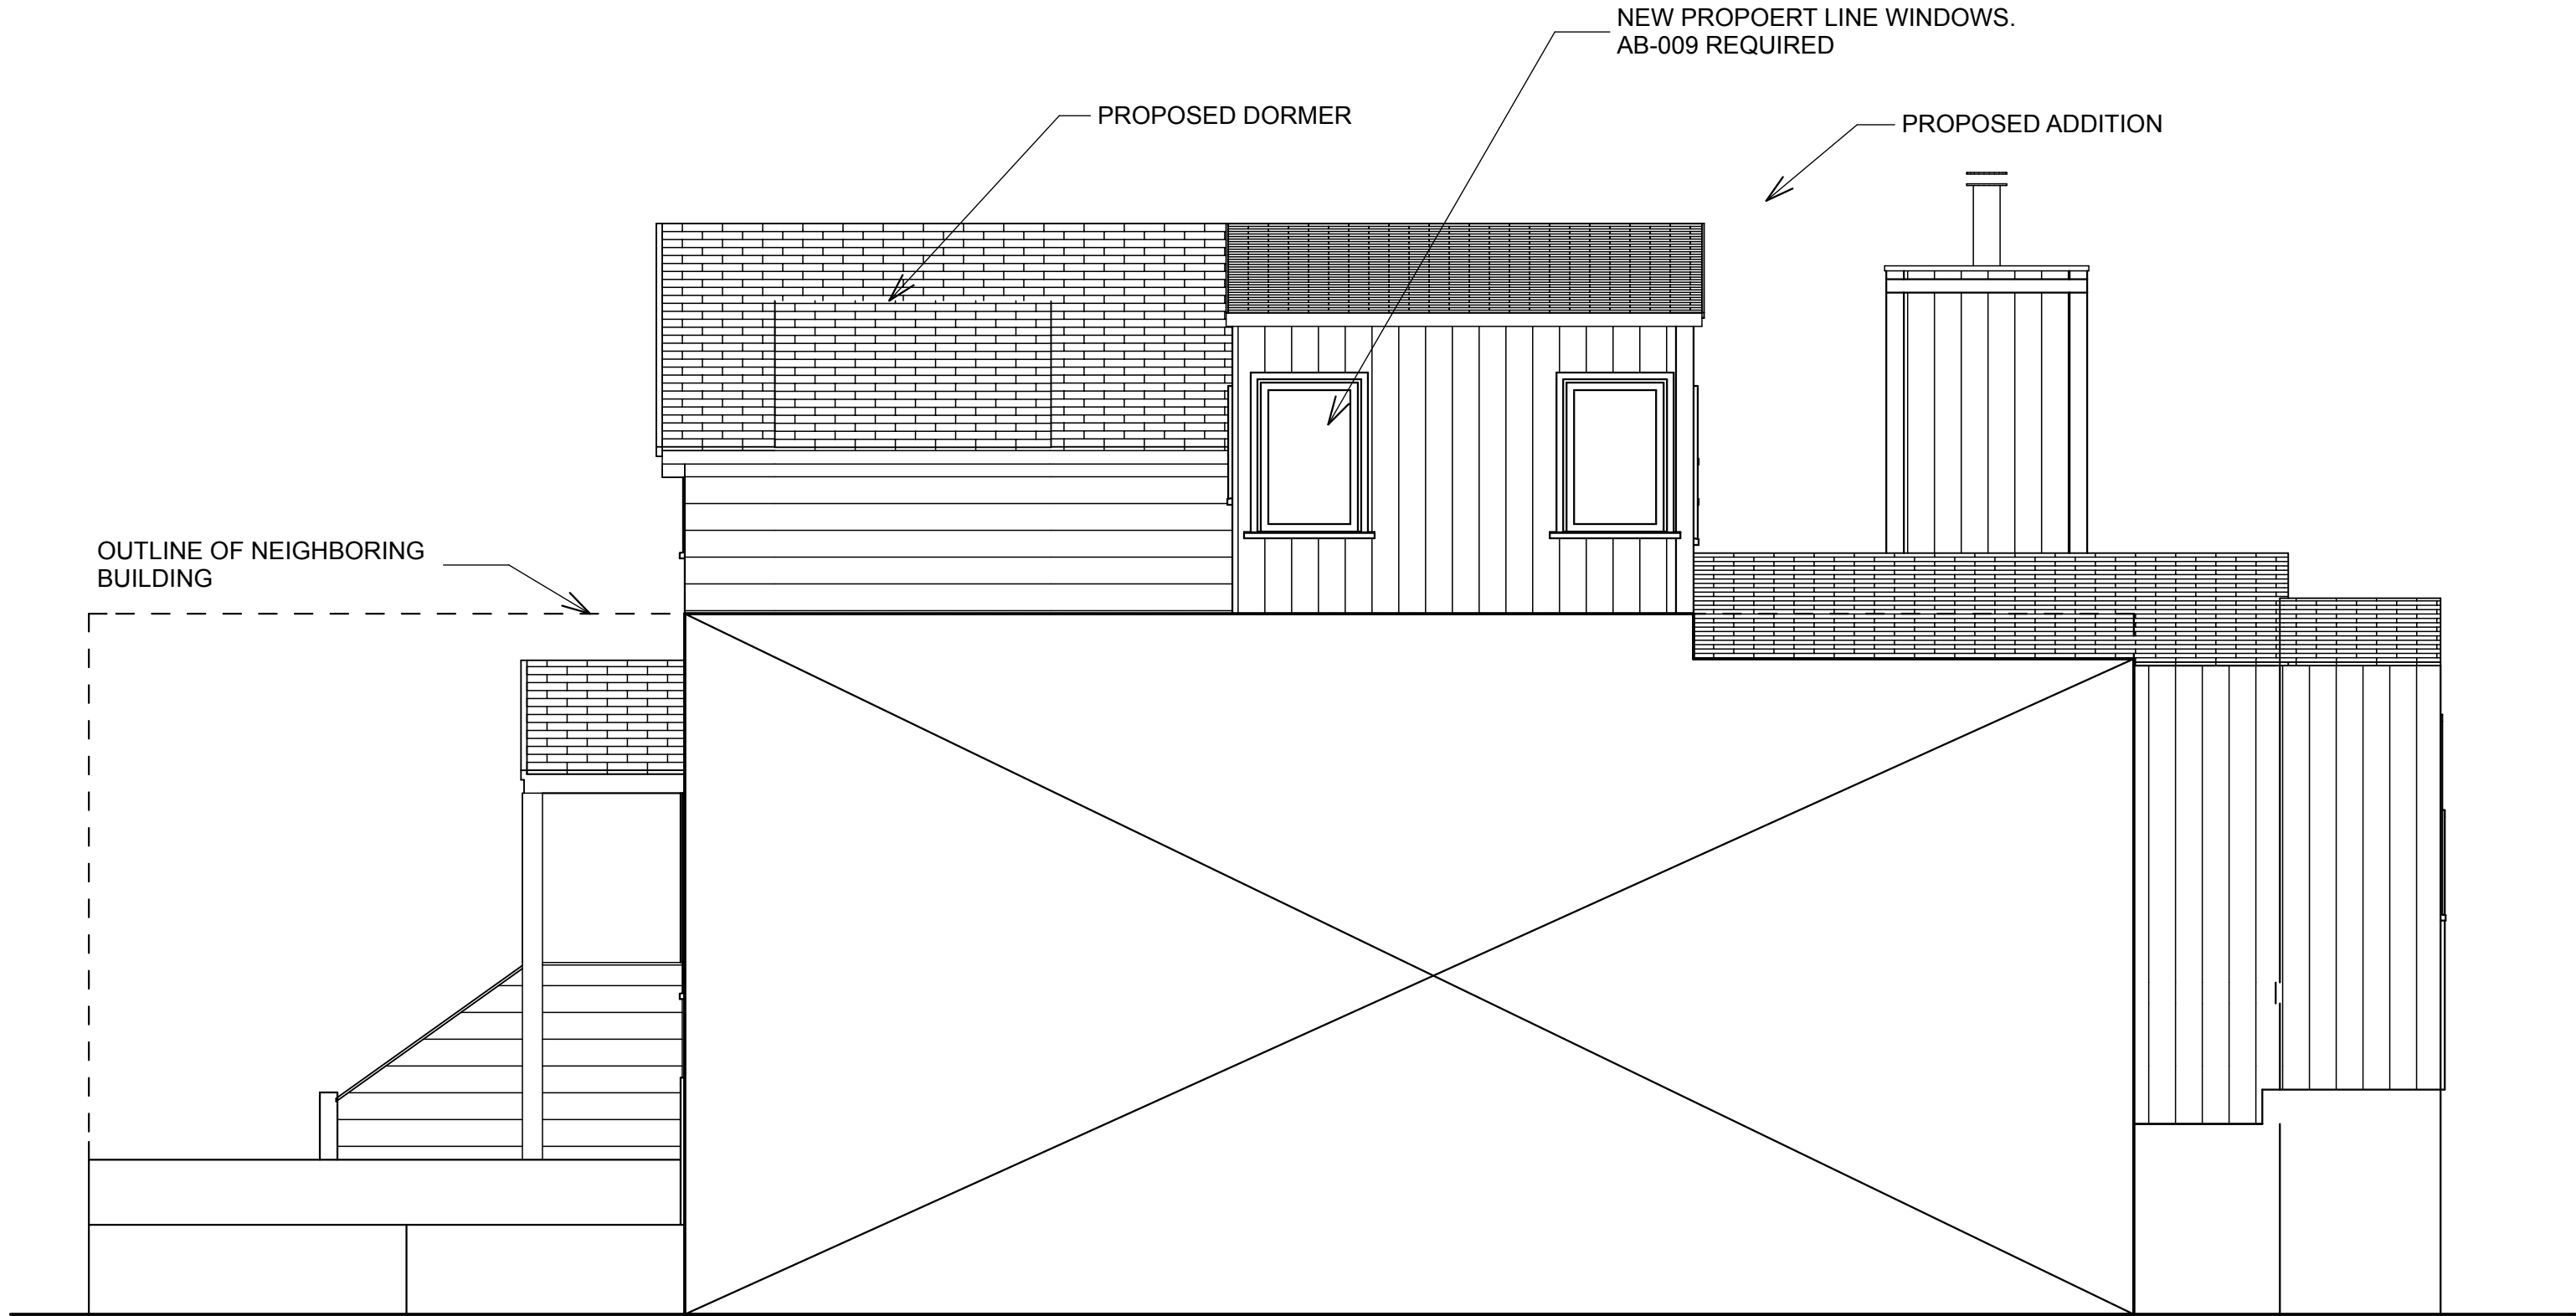 NEW PROPOERT LINE WINDOWS.
AB-009 REQUIRED
PROPOSED DORMER
PROPOSED ADDITION
OUTLINE OF NEIGHBORING
BUILDING